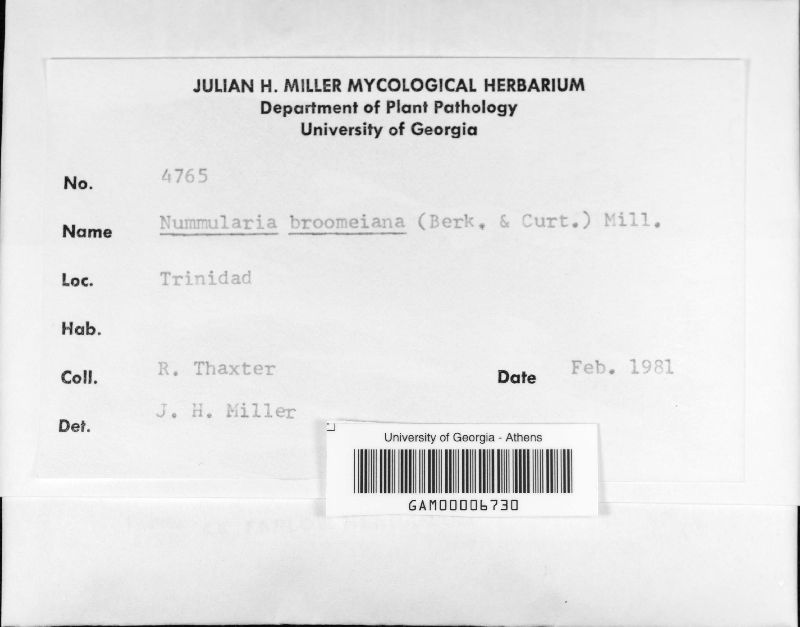 JULIAN H. MILLER MYCOLOGICAL HERBARIUM
Department of Plant Pathology
University of Georgia
No. 4765
Name Nummularia broomeiana (Berk. & Curt.) Mill.
Loc. Trinidad
Hab.
Coll. R. Thaxter Date Feb. 1981
Det. J. H. Miller
University of Georgia - Athens
GAM00006730